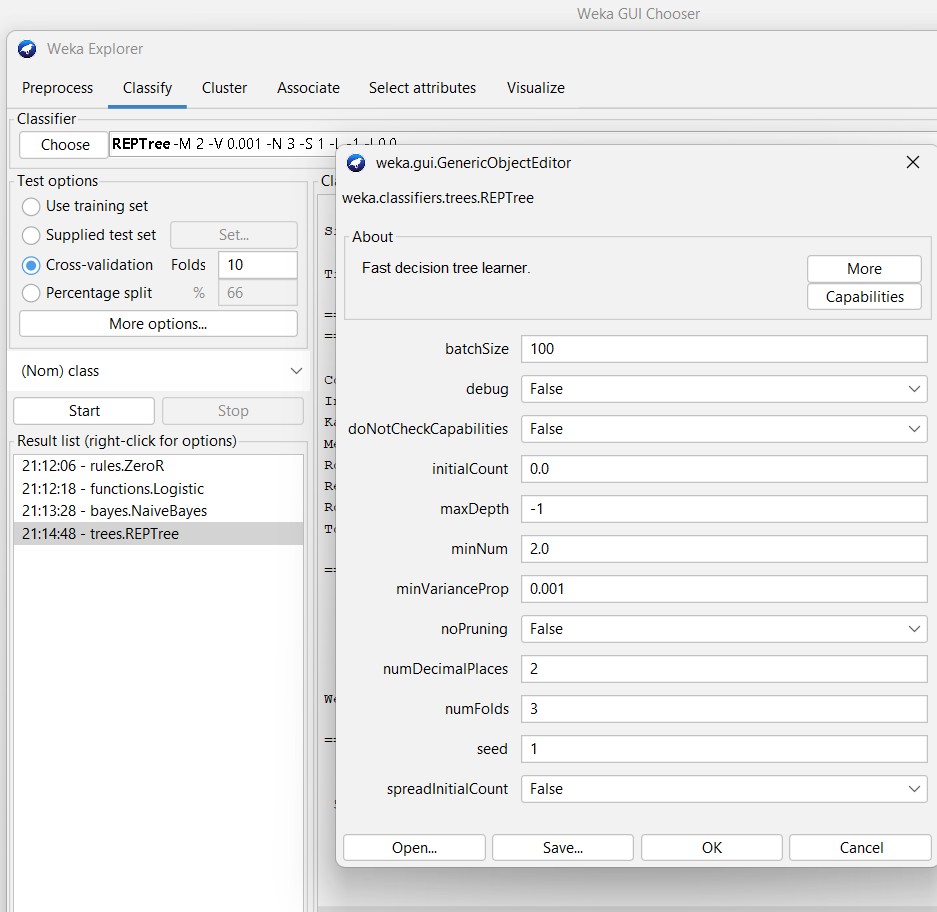 Weka GUI Chooser
Weka Explorer
Preprocess Classify Cluster Associate Select attributes Visualize
Classifier
Choose REPTree -M 2 -V 0.001 -N 3 -S 1 -L -1 -I 0.0
Test options
Use training set
Supplied test set Set...
Cross-validation Folds 10
Percentage split % 66
More options...
(Nom) class
Start Stop
Result list (right-click for options)
21:12:06 - rules.ZeroR
21:12:18 - functions.Logistic
21:13:28 - bayes.NaiveBayes
21:14:48 - trees.REPTree
weka.gui.GenericObjectEditor
weka.classifiers.trees.REPTree
About
Fast decision tree learner.
More
Capabilities
batchSize 100
debug False
doNotCheckCapabilities False
initialCount 0.0
maxDepth -1
minNum 2.0
minVarianceProp 0.001
noPruning False
numDecimalPlaces 2
numFolds 3
seed 1
spreadInitialCount False
Open... Save... OK Cancel